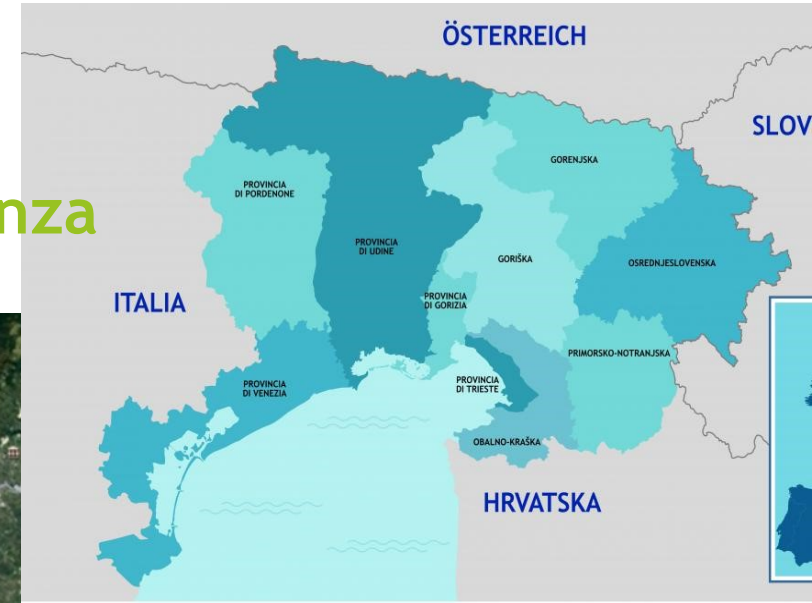 ÖSTERREICH
SLOV
GORENJSKA
PROVINCIA
DI PORDENONE
nza
PROVINCIA
DI UDINE
GORIŠKA
OSREDNJESLOVENSKA
ITALIA
PROVINCIA
DI GORIZIA
PRIMORSKO-NOTRANJSKA
PROVINCIA
DI VENEZIA
PROVINCIA
DI TRIESTE
OBALNO-KRAŠKA
HRVATSKA